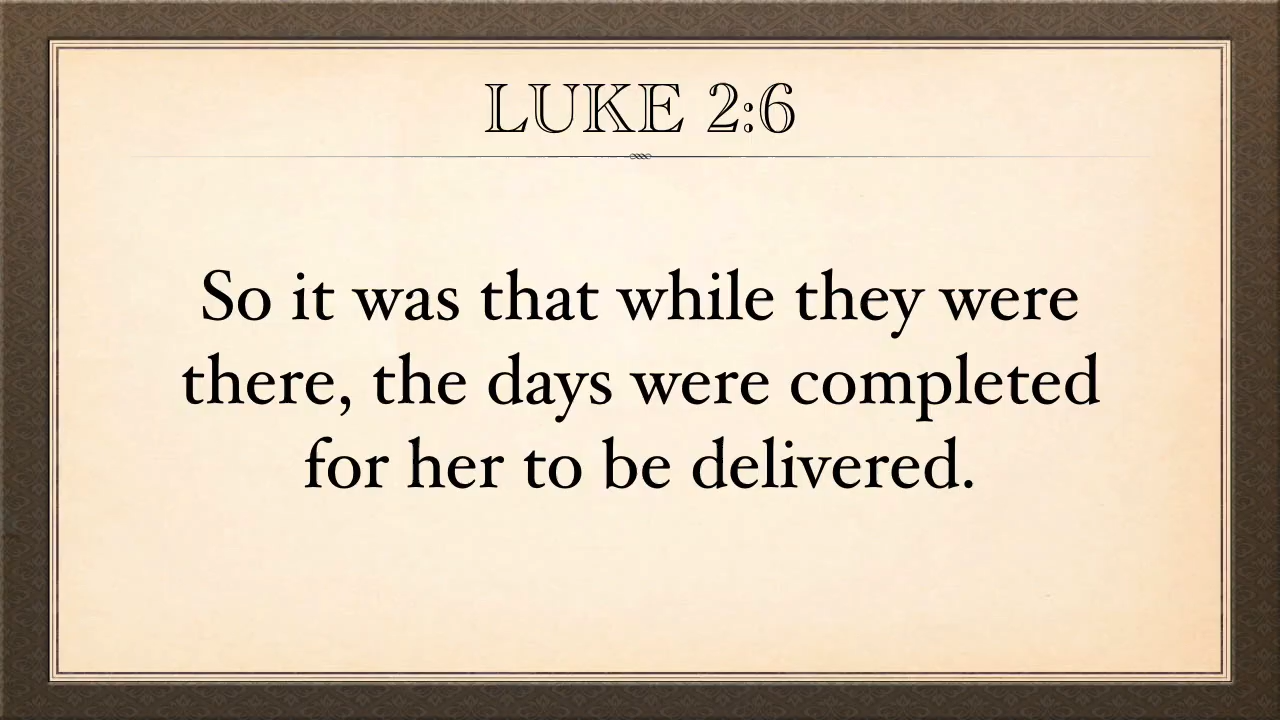 LUKE 2:6
So it was that while they were
there, the days were completed
for her to be delivered.